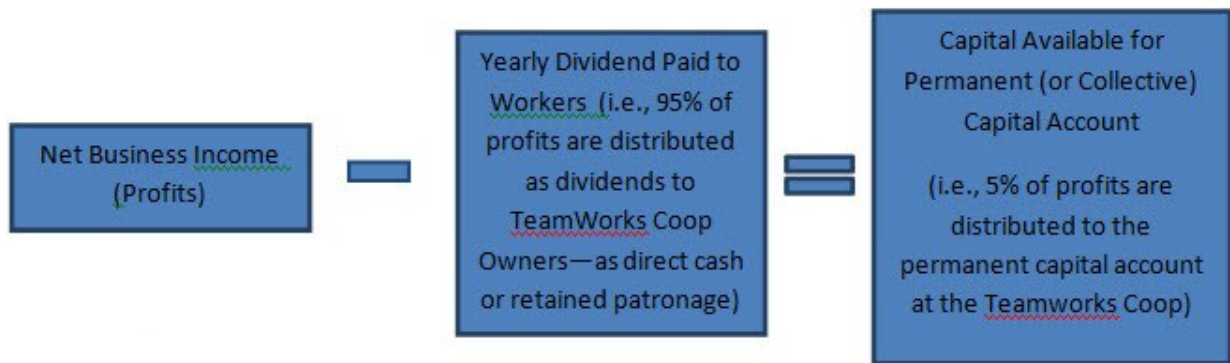 Net Business Income
(Profits)
Yearly Dividend Paid to
Workers (i.e., 95% of
profits are distributed
as dividends to
TeamWorks Coop
Owners—as direct cash
or retained patronage)
Capital Available for
Permanent (or Collective)
Capital Account
(i.e., 5% of profits are
distributed to the
permanent capital account
at the Teamworks Coop)